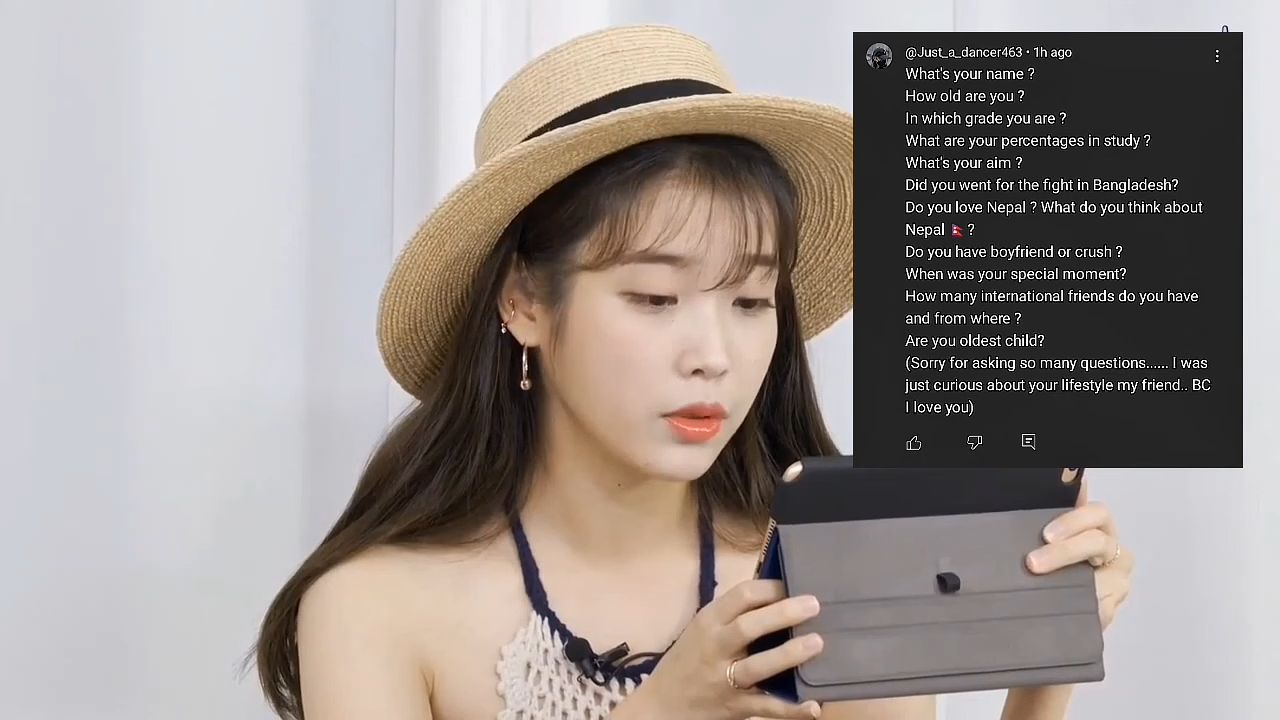 @Just_a_dancer463 • 1h ago
What's your name ?
How old are you ?
In which grade you are ?
What are your percentages in study ?
What's your aim ?
Did you went for the fight in Bangladesh?
Do you love Nepal ? What do you think about
Nepal 🇳🇵 ?
Do you have boyfriend or crush ?
When was your special moment?
How many international friends do you have
and from where ?
Are you oldest child?
(Sorry for asking so many questions...... I was
just curious about your lifestyle my friend.. BC
I love you)